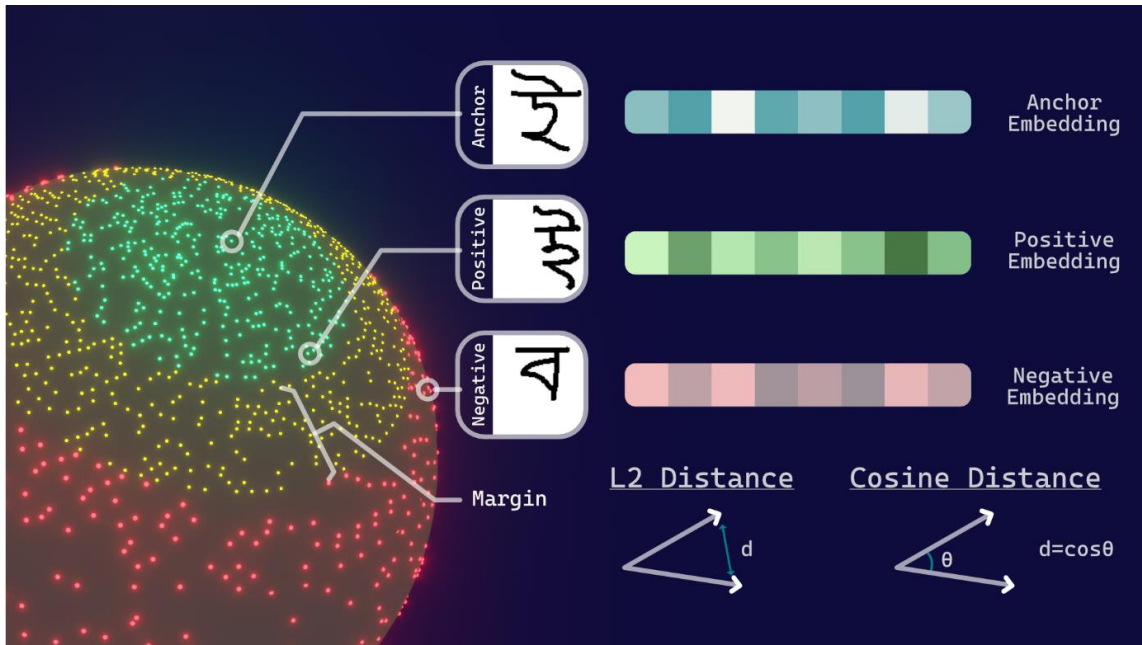 Anchor
Anchor
Embedding
Positive
Positive
Embedding
Negative
ব
Negative
Embedding
Margin
L2 Distance
d
Cosine Distance
θ
d=cosθ